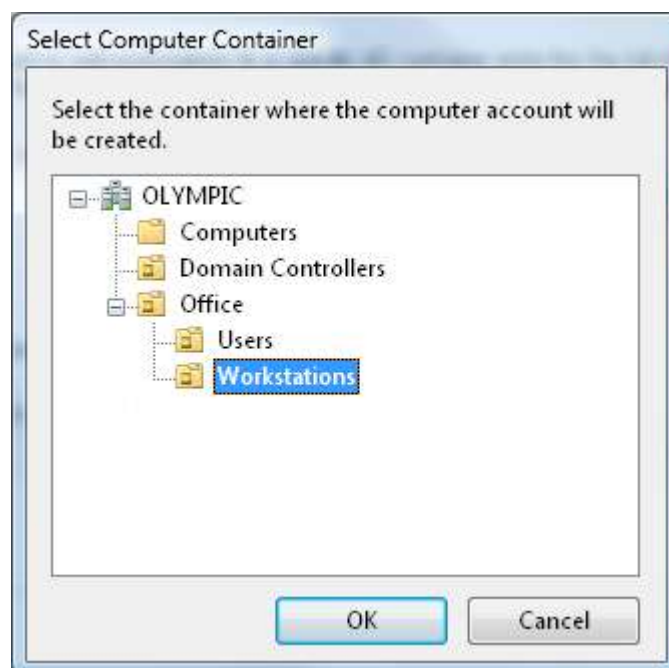 Select Computer Container
Select the container where the computer account will
be created.
OLYMPIC
Computers
Domain Controllers
Office
Users
Workstations
OK
Cancel